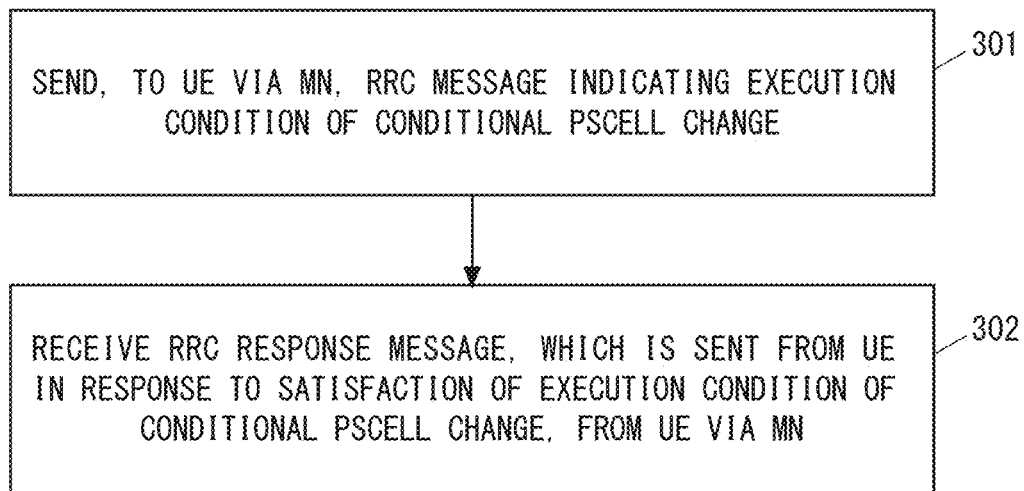 301
SEND, TO UE VIA MN, RRC MESSAGE INDICATING EXECUTION
CONDITION OF CONDITIONAL PSCELL CHANGE
302
RECEIVE RRC RESPONSE MESSAGE, WHICH IS SENT FROM UE
IN RESPONSE TO SATISFACTION OF EXECUTION CONDITION OF
CONDITIONAL PSCELL CHANGE, FROM UE VIA MN